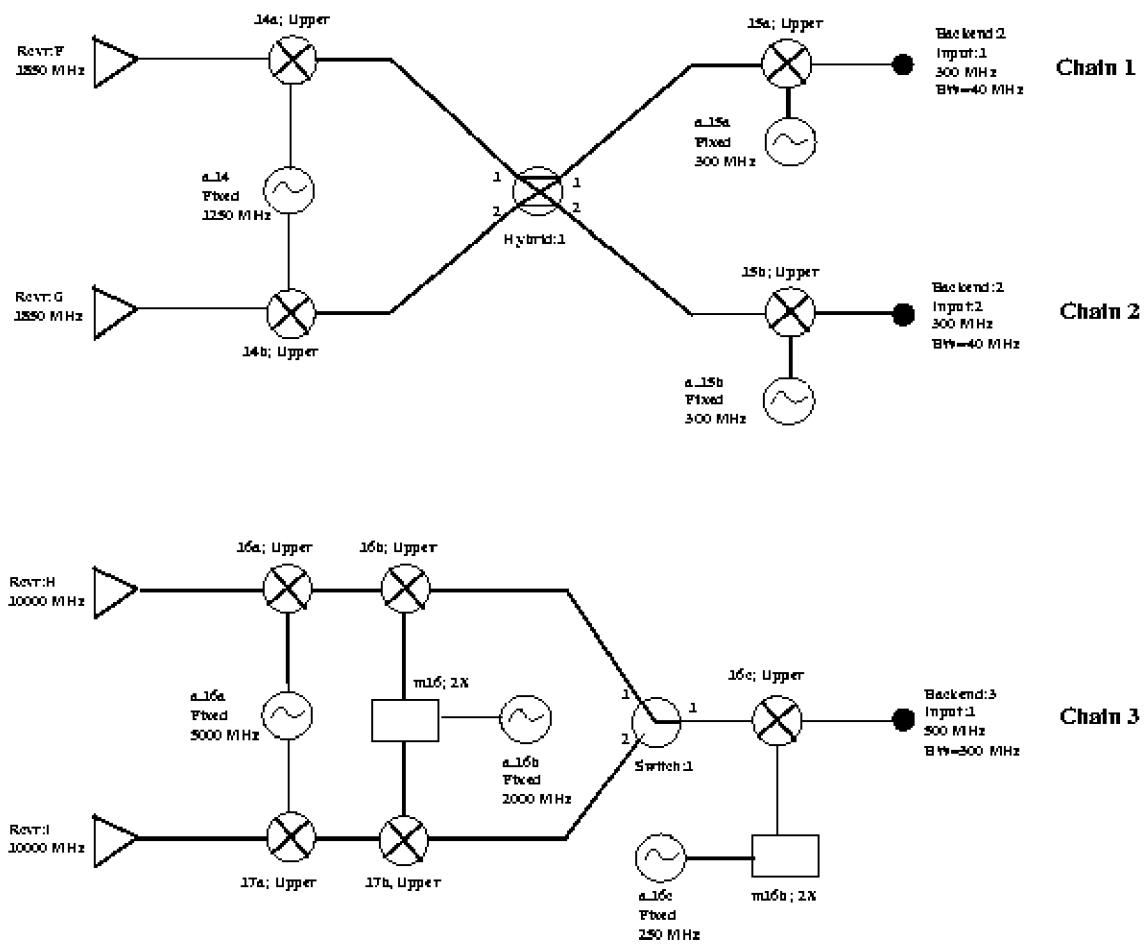 14a; Upper
15a; Upper
Rcvr:F
1850 MHz
Backend:2
Input:1
300 MHz
BW=40 MHz
Chain 1
a_15a
Fixed
300 MHz
a_14
Fixed
1250 MHz
1
1
2
2
Hybrid:1
15b; Upper
Rcvr:G
1850 MHz
Backend:2
Input:2
300 MHz
BW=40 MHz
Chain 2
14b; Upper
a_15b
Fixed
300 MHz
16a; Upper
16b; Upper
Rcvr:H
10000 MHz
m16; 2X
16c; Upper
a_16a
Fixed
5000 MHz
1
1
2
Switch:1
Backend:3
Input:1
500 MHz
BW=300 MHz
Chain 3
a_16b
Fixed
2000 MHz
Rcvr:I
10000 MHz
17a; Upper
17b, Upper
a_16c
Fixed
250 MHz
m16b; 2X